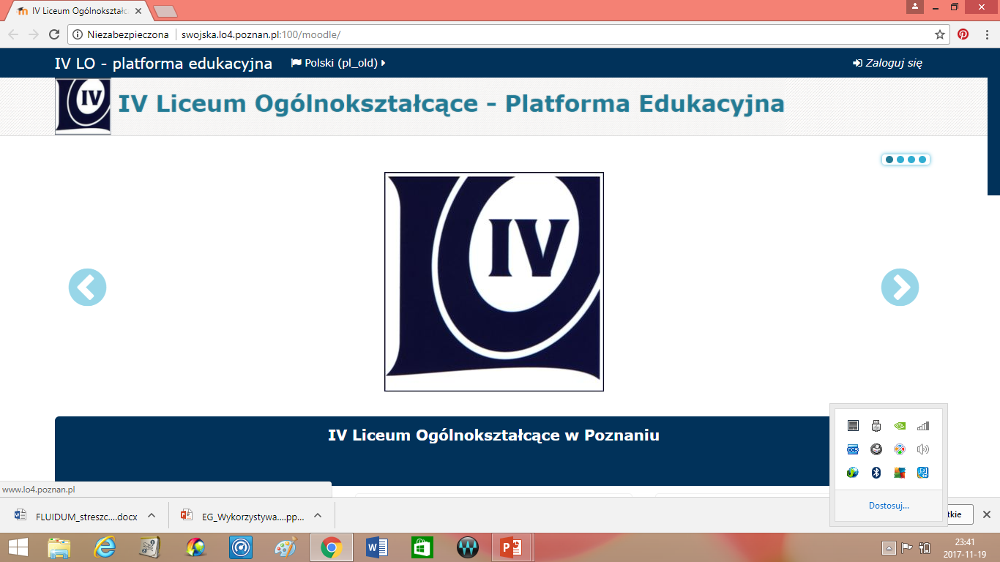 IV Liceum Ogólnokształc
Niezabezpieczona
swojska.lo4.poznan.pl:100/moodle/
IV LO - platforma edukacyjna
Polski (pl_old)
Zaloguj się
IV
IV Liceum Ogólnokształcące - Platforma Edukacyjna
IV
IV Liceum Ogólnokształcące w Poznaniu
www.lo4.poznan.pl
Dostosuj...
FLUIDUM_streszc....docx
EG_Wykorzystywa....pp...
tkie
23:41
2017-11-19